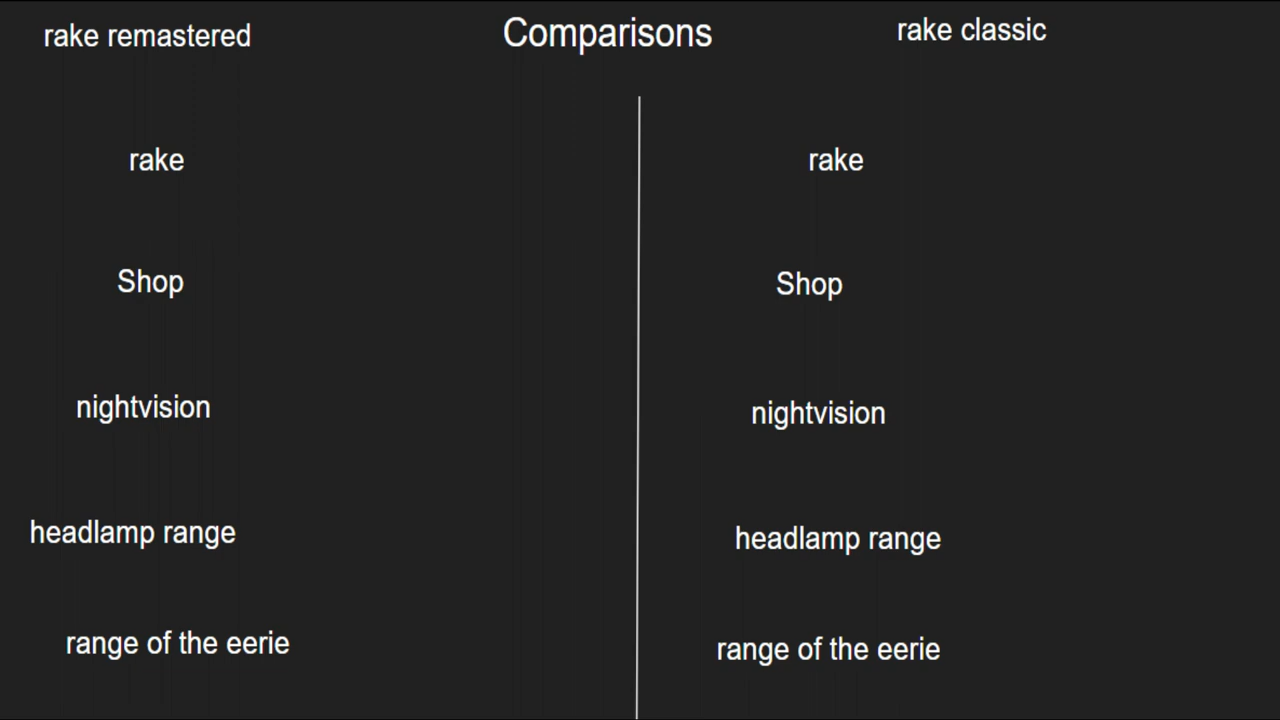 Comparisons
rake remastered
rake
Shop
nightvision
headlamp range
range of the eerie
rake classic
rake
Shop
nightvision
headlamp range
range of the eerie